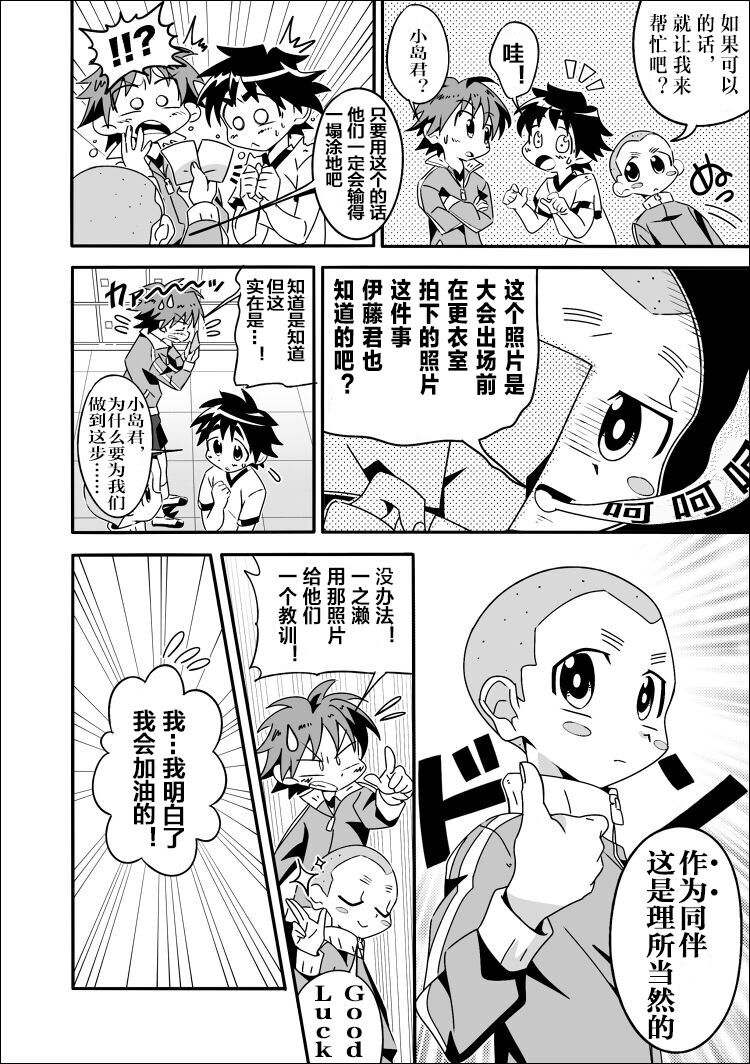 如果可以
的话，
就让我来
帮忙吧？
ぬっ
哇！
小岛君？
只要用这个的话
他们一定会输得
一塌涂地吧
!!?
这个照片是
大会出场前
在更衣室
拍下的照片
这件事
伊藤君也
知道的吧？
呵呵呵
知道是知道
但这
实在是…！
カァ～～ッ
小岛君，
为什么要为我们
做到这步……
作为同伴
这是理所当然的
ドン
没办法！
一之濑
用那照片
给他们
一个教训！
Good
Luck
我…我明白了
我会加油的！